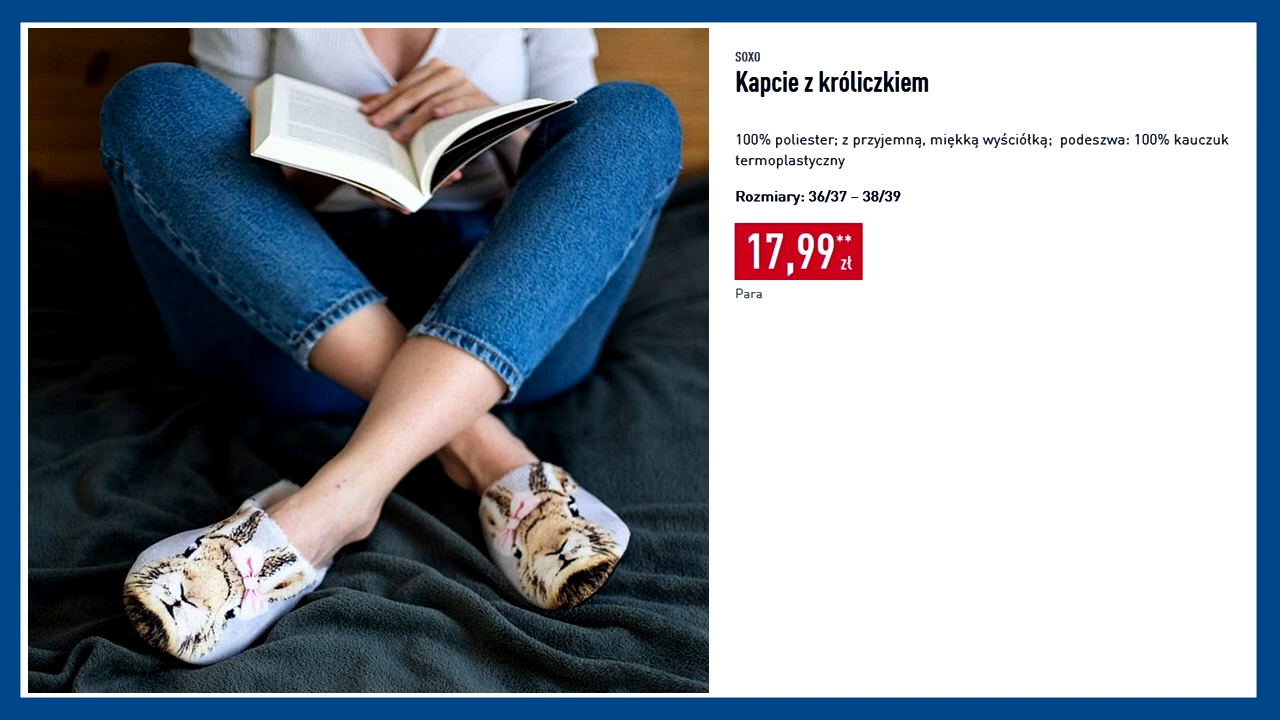 SOXO
Kapcie z króliczkiem
100% poliester; z przyjemną, miękką wyściółką; podeszwa: 100% kauczuk
termoplastyczny
Rozmiary: 36/37 – 38/39
17,99** zł
Para